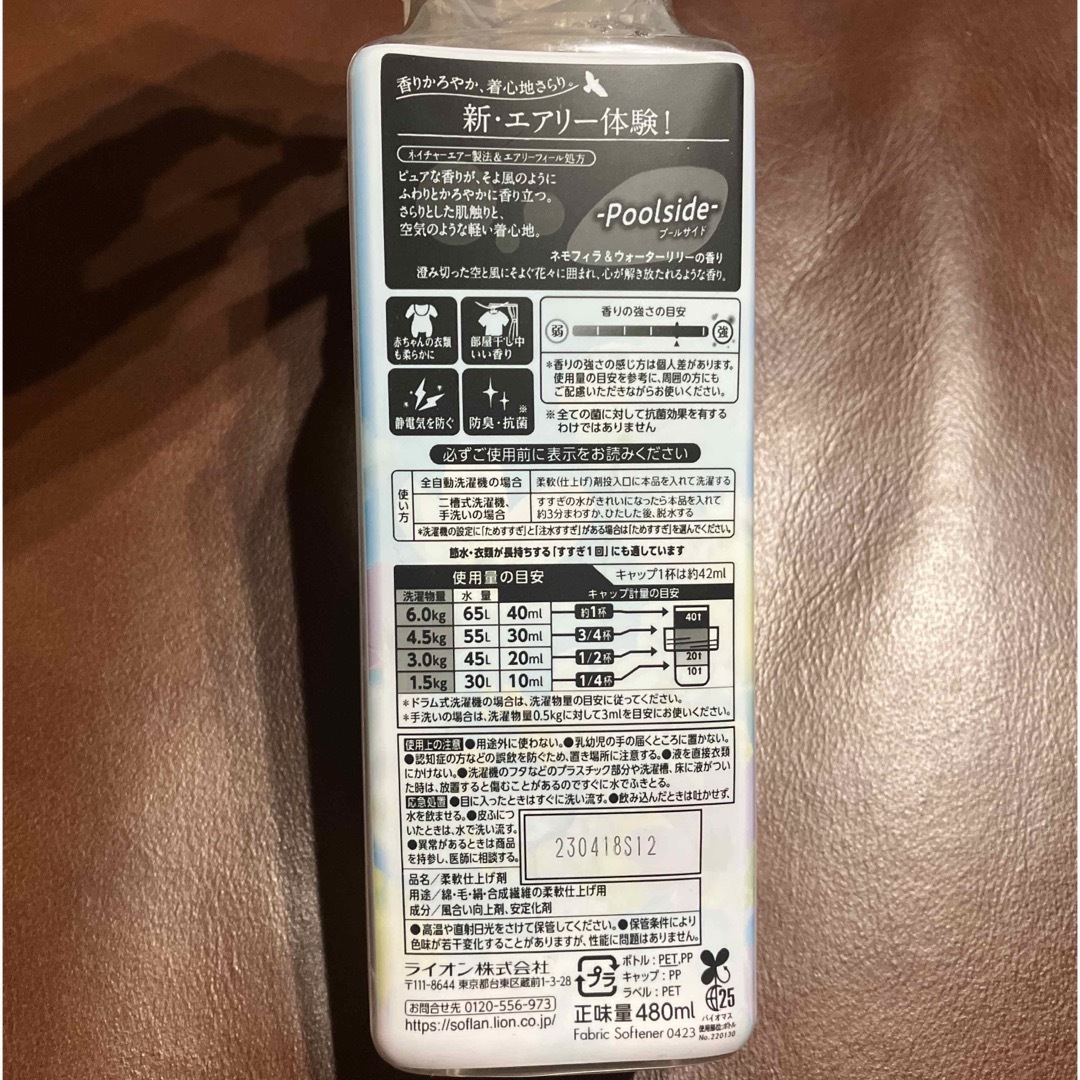 香りかろやか、着心地さらり。
新・エアリー体験！
ネイチャーエアー製法＆エアリーフィール処方
ピュアな香りが、そよ風のように
ふわりとかろやかに香り立つ。
さらりとした肌触りと、
空気のような軽い着心地。
-Poolside-
プールサイド
ネモフィラ＆ウォーターリリーの香り
澄み切った空と風にそよぐ花々に囲まれ、心が解き放たれるような香り。
赤ちゃんの衣類
も柔らかに
部屋干し中
いい香り
香りの強さの目安
弱 強
＊香りの強さの感じ方は個人差があります。
使用量の目安を参考に、周囲の方にも
ご配慮いただきながらお使いください。
静電気を防ぐ
防臭・抗菌※
※全ての菌に対して抗菌効果を有する
わけではありません
必ずご使用前に表示をお読みください
使い方
全自動洗濯機の場合 柔軟(仕上げ)剤投入口に本品を入れて洗濯する
二槽式洗濯機、
手洗いの場合
すすぎの水がきれいになったら本品を入れて
約3分まわすか、ひたした後、脱水する
＊洗濯機の設定に「ためすすぎ」と「注水すすぎ」がある場合は「ためすすぎ」を選んでください。
節水・衣類が長持ちする「すすぎ1回」にも適しています
使用量の目安 キャップ1杯は約42ml
洗濯物量 水量 キャップ計量の目安
6.0kg 65L 40ml 約1杯
4.5kg 55L 30ml 3/4杯
3.0kg 45L 20ml 1/2杯
1.5kg 30L 10ml 1/4杯
40↑
20↑
10↑
＊ドラム式洗濯機の場合は、洗濯物量の目安に従ってください。
＊手洗いの場合は、洗濯物量0.5kgに対して3mlを目安にお使いください。
使用上の注意 ●用途外に使わない。●乳幼児の手の届くところに置かない。
●認知症の方などの誤飲を防ぐため、置き場所に注意する。●液を直接衣類
にかけない。●洗濯機のフタなどのプラスチック部分や洗濯槽、床に液がつい
た時は、放置すると傷むことがあるのですぐに水でふきとる。
応急処置 ●目に入ったときはすぐに洗い流す。●飲み込んだときは吐かせず、
水を飲ませる。●皮ふにつ
いたときは、水で洗い流す。
●異常があるときは商品
を持参し、医師に相談する。
230418S12
品名／柔軟仕上げ剤
用途／綿・毛・絹・合成繊維の柔軟仕上げ用
成分／風合い向上剤、安定化剤
●高温や直射日光をさけて保管してください。●保管条件により
色味が若干変化することがありますが、性能に問題はありません。
ライオン株式会社
〒111-8644 東京都台東区蔵前1-3-28
お問合せ先 0120-556-973
https://soflan.lion.co.jp/
プラ
ボトル：PET,PP
キャップ：PP
ラベル：PET
正味量480ml
Fabric Softener 0423
25
バイオマス
使用部位：ボトル
No.220130